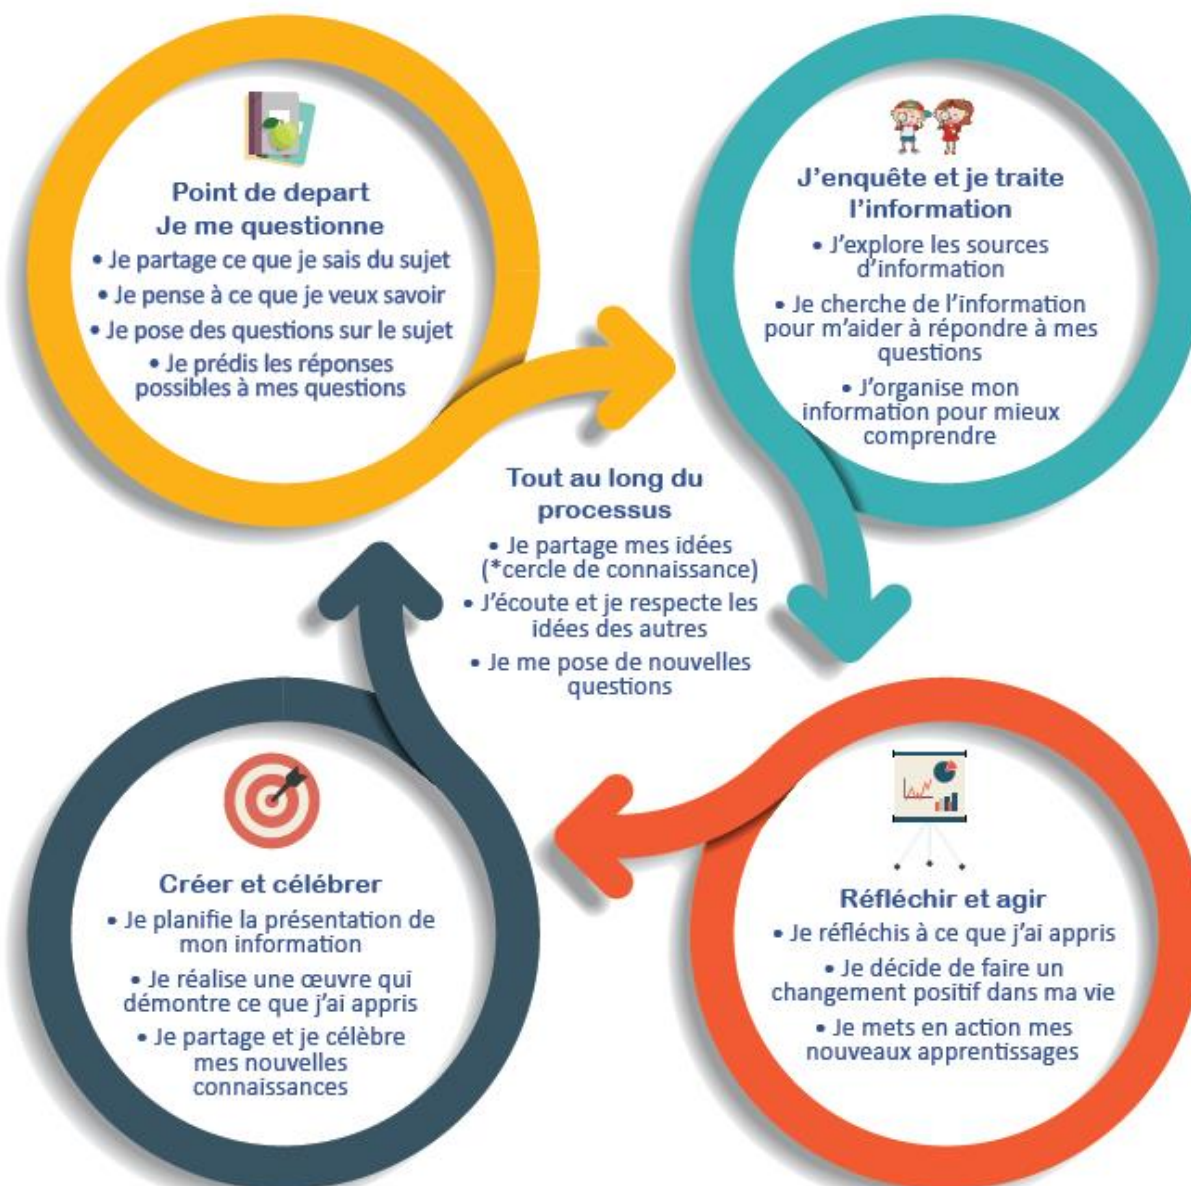 Point de depart
Je me questionne
• Je partage ce que je sais du sujet
• Je pense à ce que je veux savoir
• Je pose des questions sur le sujet
• Je prédis les réponses
possibles à mes questions
J'enquête et je traite
l'information
• J'explore les sources
d'information
• Je cherche de l'information
pour m'aider à répondre à mes
questions
• J'organise mon
information pour mieux
comprendre
Tout au long du
processus
• Je partage mes idées
(*cercle de connaissance)
• J'écoute et je respecte les
idées des autres
• Je me pose de nouvelles
questions
Créer et célébrer
• Je planifie la présentation de
mon information
• Je réalise une œuvre qui
démontre ce que j'ai appris
• Je partage et je célèbre
mes nouvelles
connaissances
Réfléchir et agir
• Je réfléchis à ce que j'ai appris
• Je décide de faire un
changement positif dans ma vie
• Je mets en action mes
nouveaux apprentissages